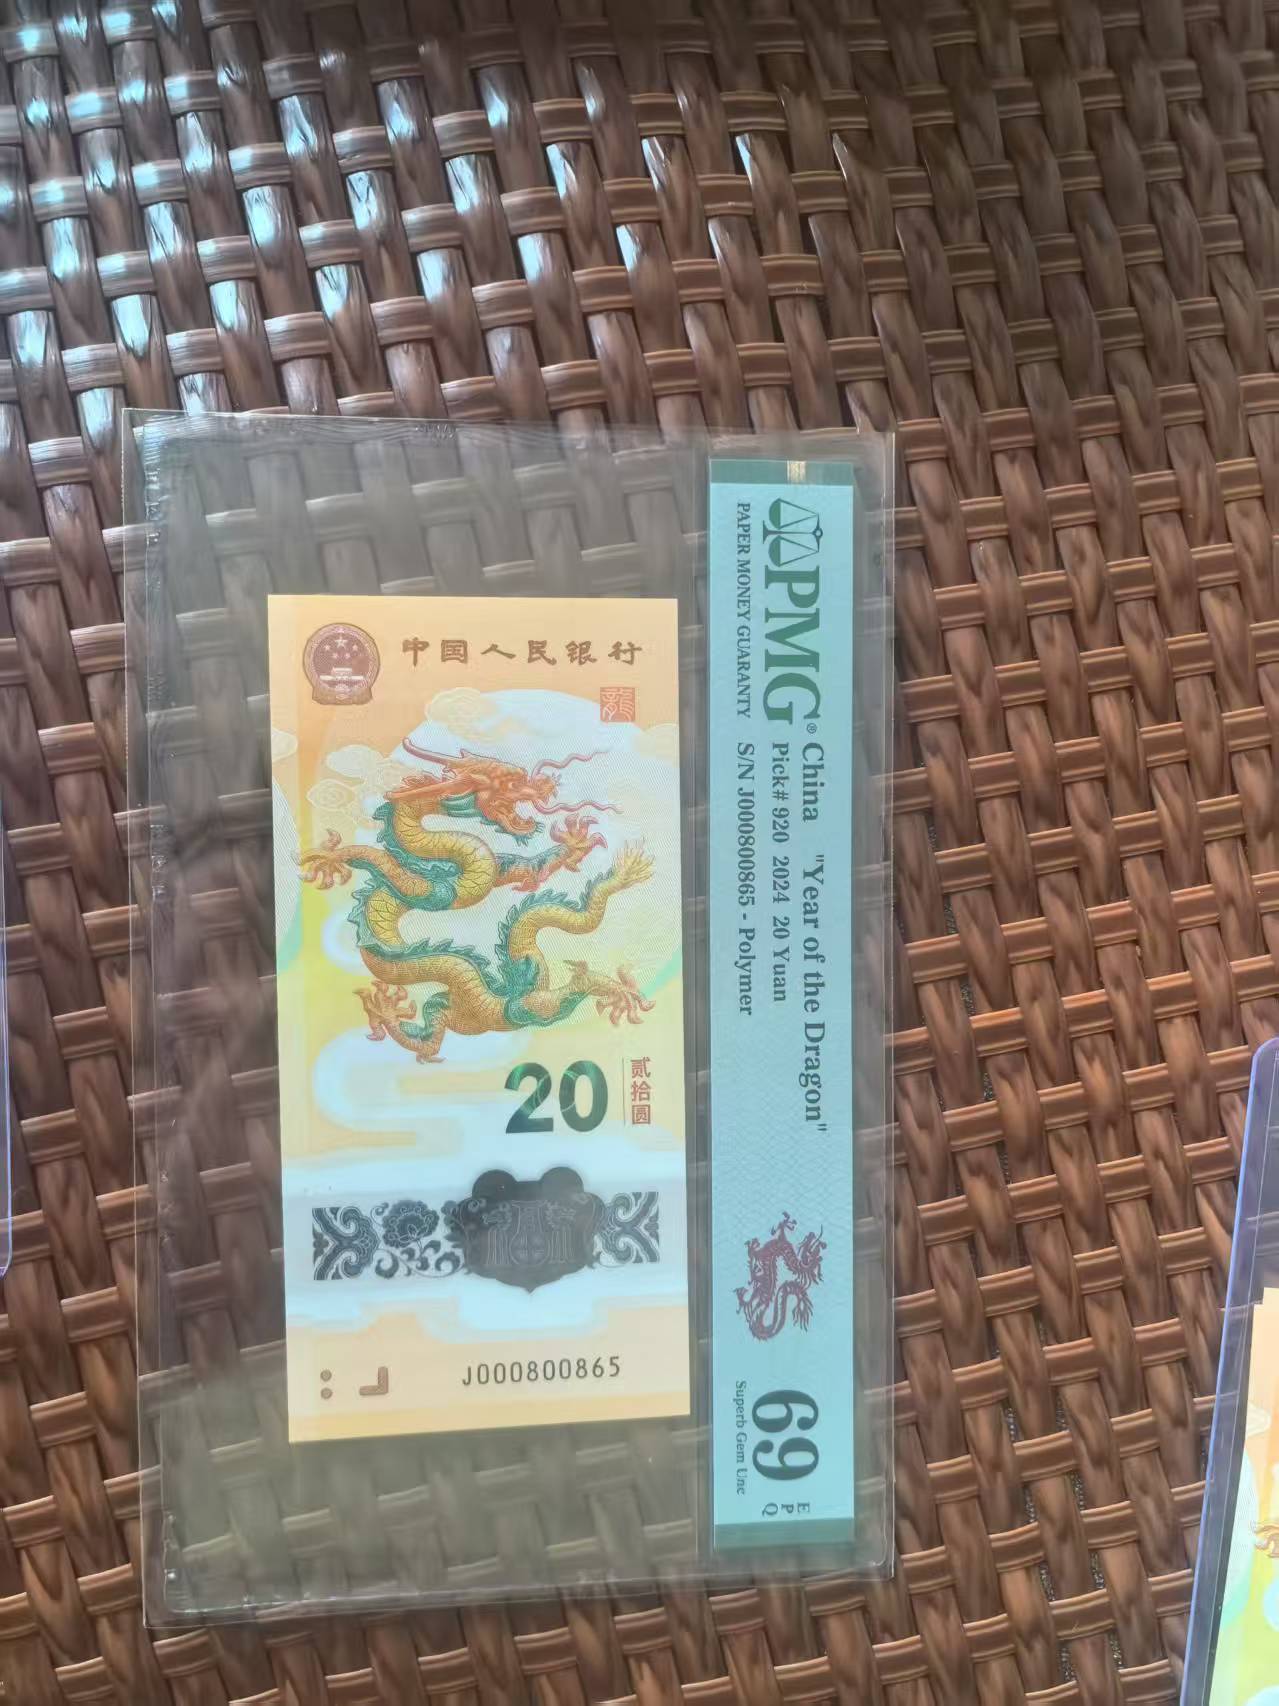 中国人民银行
龍
20
贰拾圆
J000800865
PMG®
PAPER MONEY GUARANTY
China "Year of the Dragon"
Pick# 920 2024 20 Yuan
S/N J000800865 - Polymer
69
EPQ
Superb Gem Unc